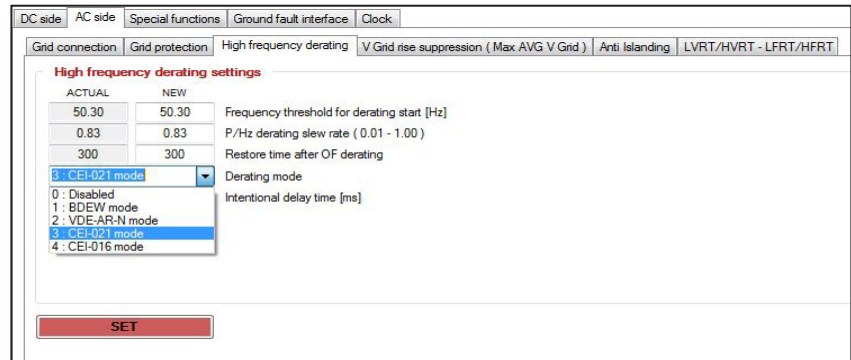 DC side AC side Special functions Ground fault interface Clock
Grid connection Grid protection High frequency derating V Grid rise suppression ( Max AVG V Grid ) Anti Islanding LVRT/HVRT - LFRT/HFRT
High frequency derating settings
ACTUAL NEW
50.30 50.30 Frequency threshold for derating start [Hz]
0.83 0.83 P/Hz derating slew rate ( 0.01 - 1.00 )
300 300 Restore time after OF derating
3 : CEI-021 mode Derating mode
0 : Disabled Intentional delay time [ms]
1 : BDEW mode
2 : VDE-AR-N mode
3 : CEI-021 mode
4 : CEI-016 mode
SET